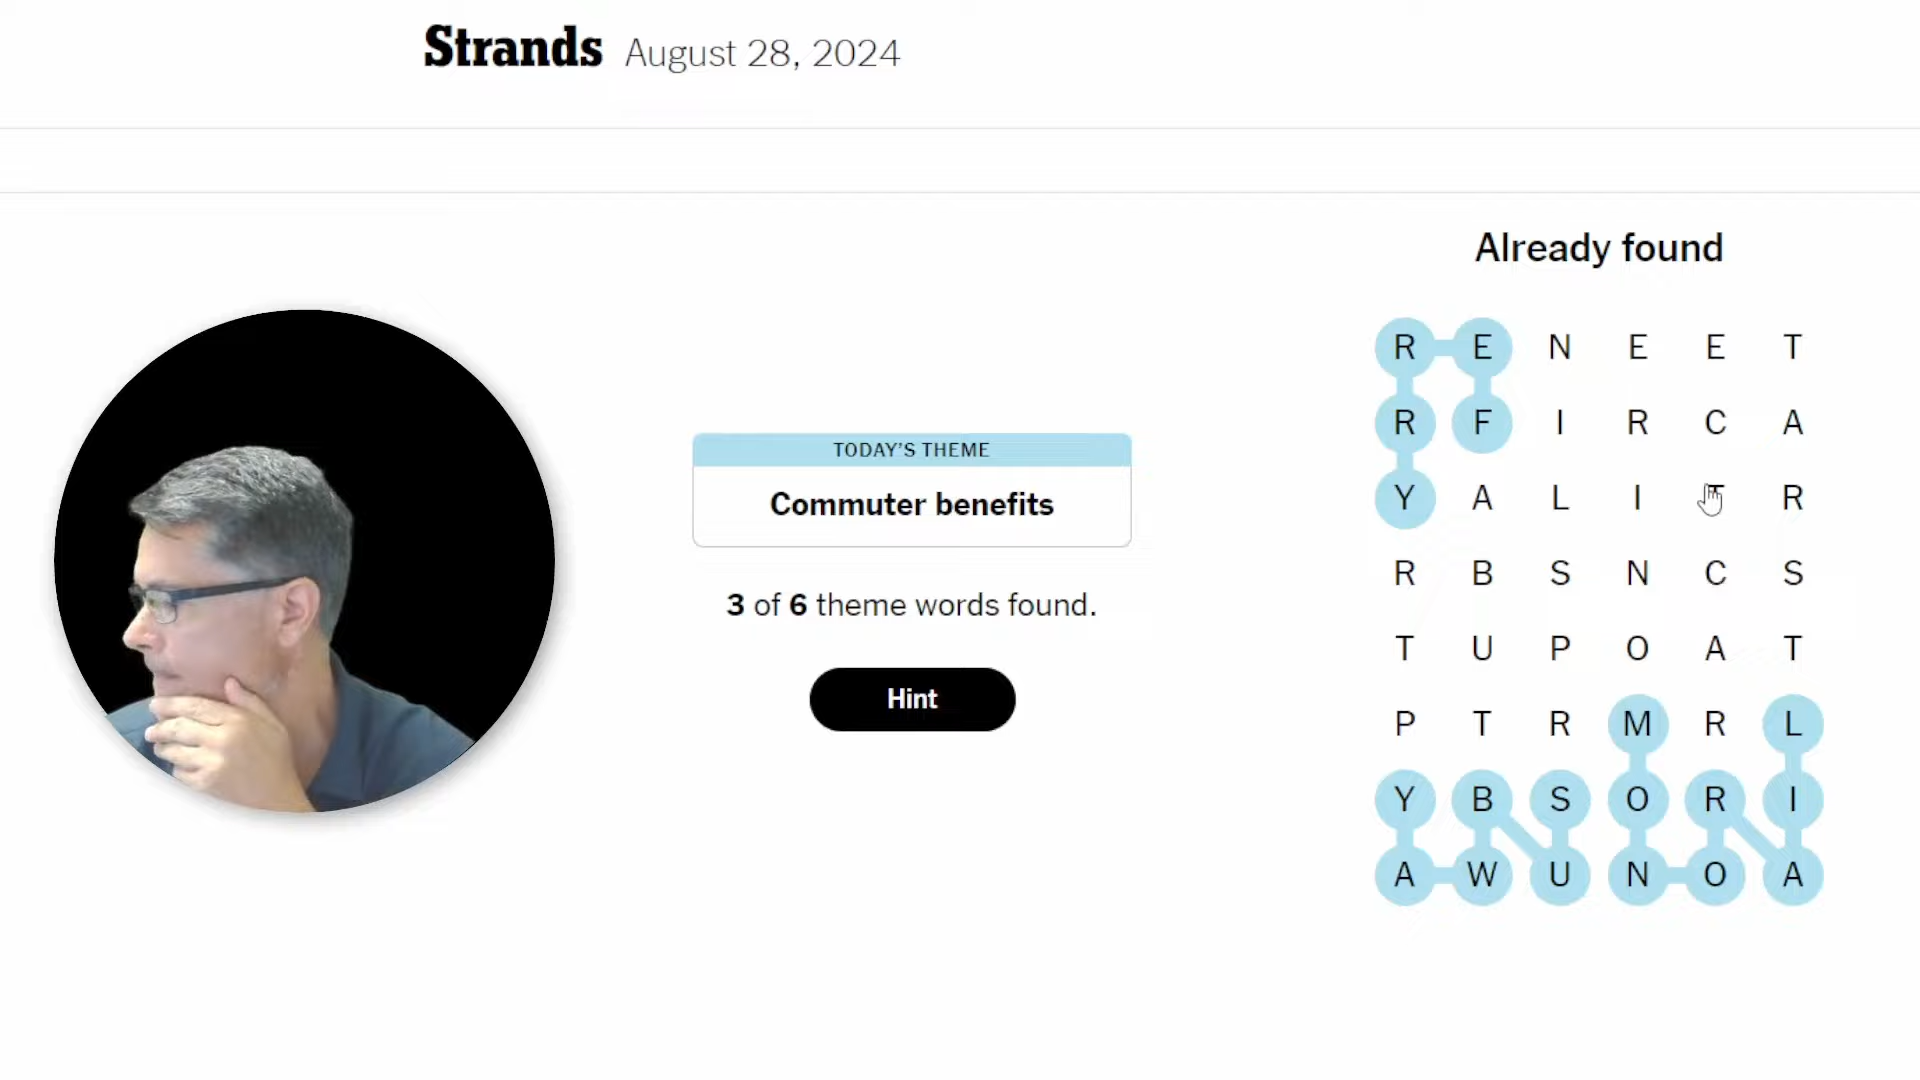 Strands August 28, 2024
Already found
TODAY'S THEME
Commuter benefits
3 of 6 theme words found.
Hint
R E N E E T
R F I R C A
Y A L I T R
R B S N C S
T U P O A T
P T R M R L
Y B S O R I
A W U N O A